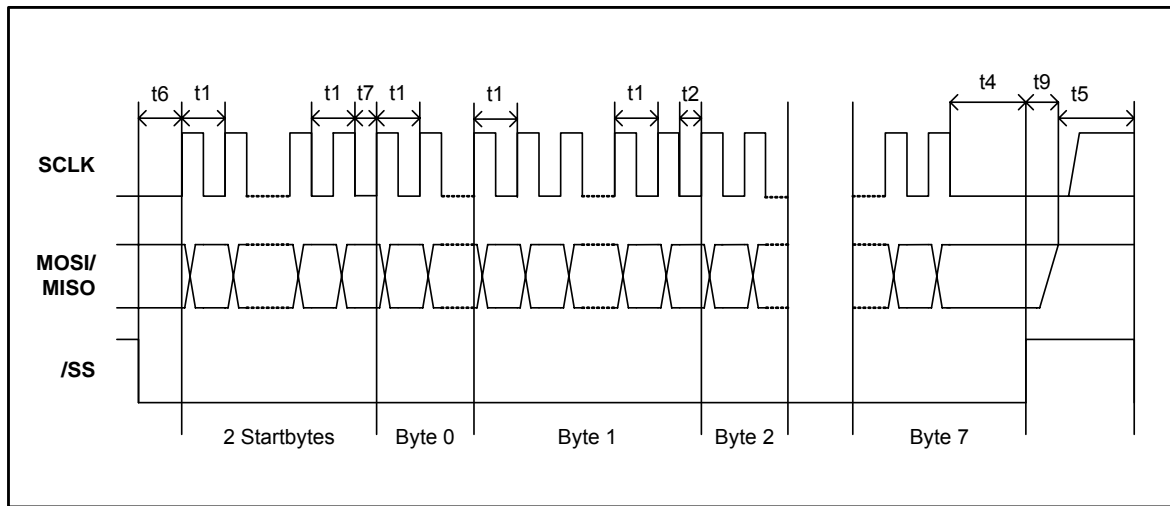 t6 t1 t1 t7 t1 t1 t1 t2 t4 t9 t5
SCLK
MOSI/
MISO
/SS
2 Startbytes Byte 0 Byte 1 Byte 2 Byte 7